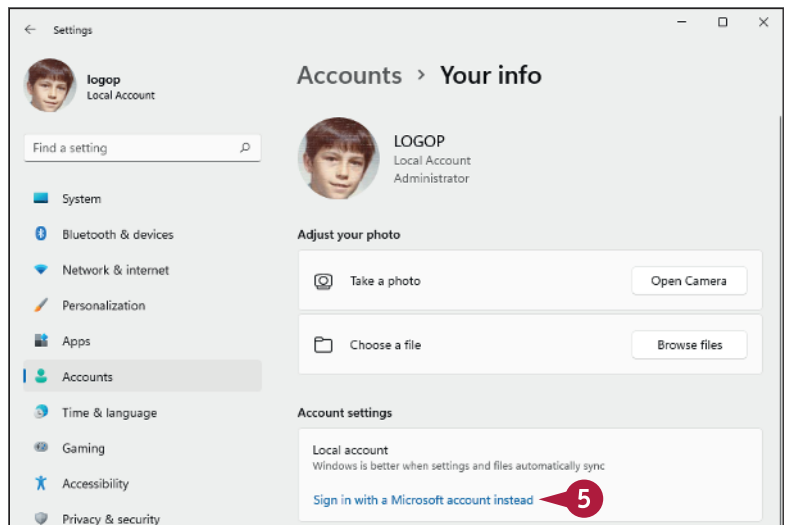 Settings
logop
Local Account
Find a setting
System
Bluetooth & devices
Network & internet
Personalization
Apps
Accounts
Time & language
Gaming
Accessibility
Privacy & security
Accounts > Your info
LOGOP
Local Account
Administrator
Adjust your photo
Take a photo
Open Camera
Choose a file
Browse files
Account settings
Local account
Windows is better when settings and files automatically sync
Sign in with a Microsoft account instead
5